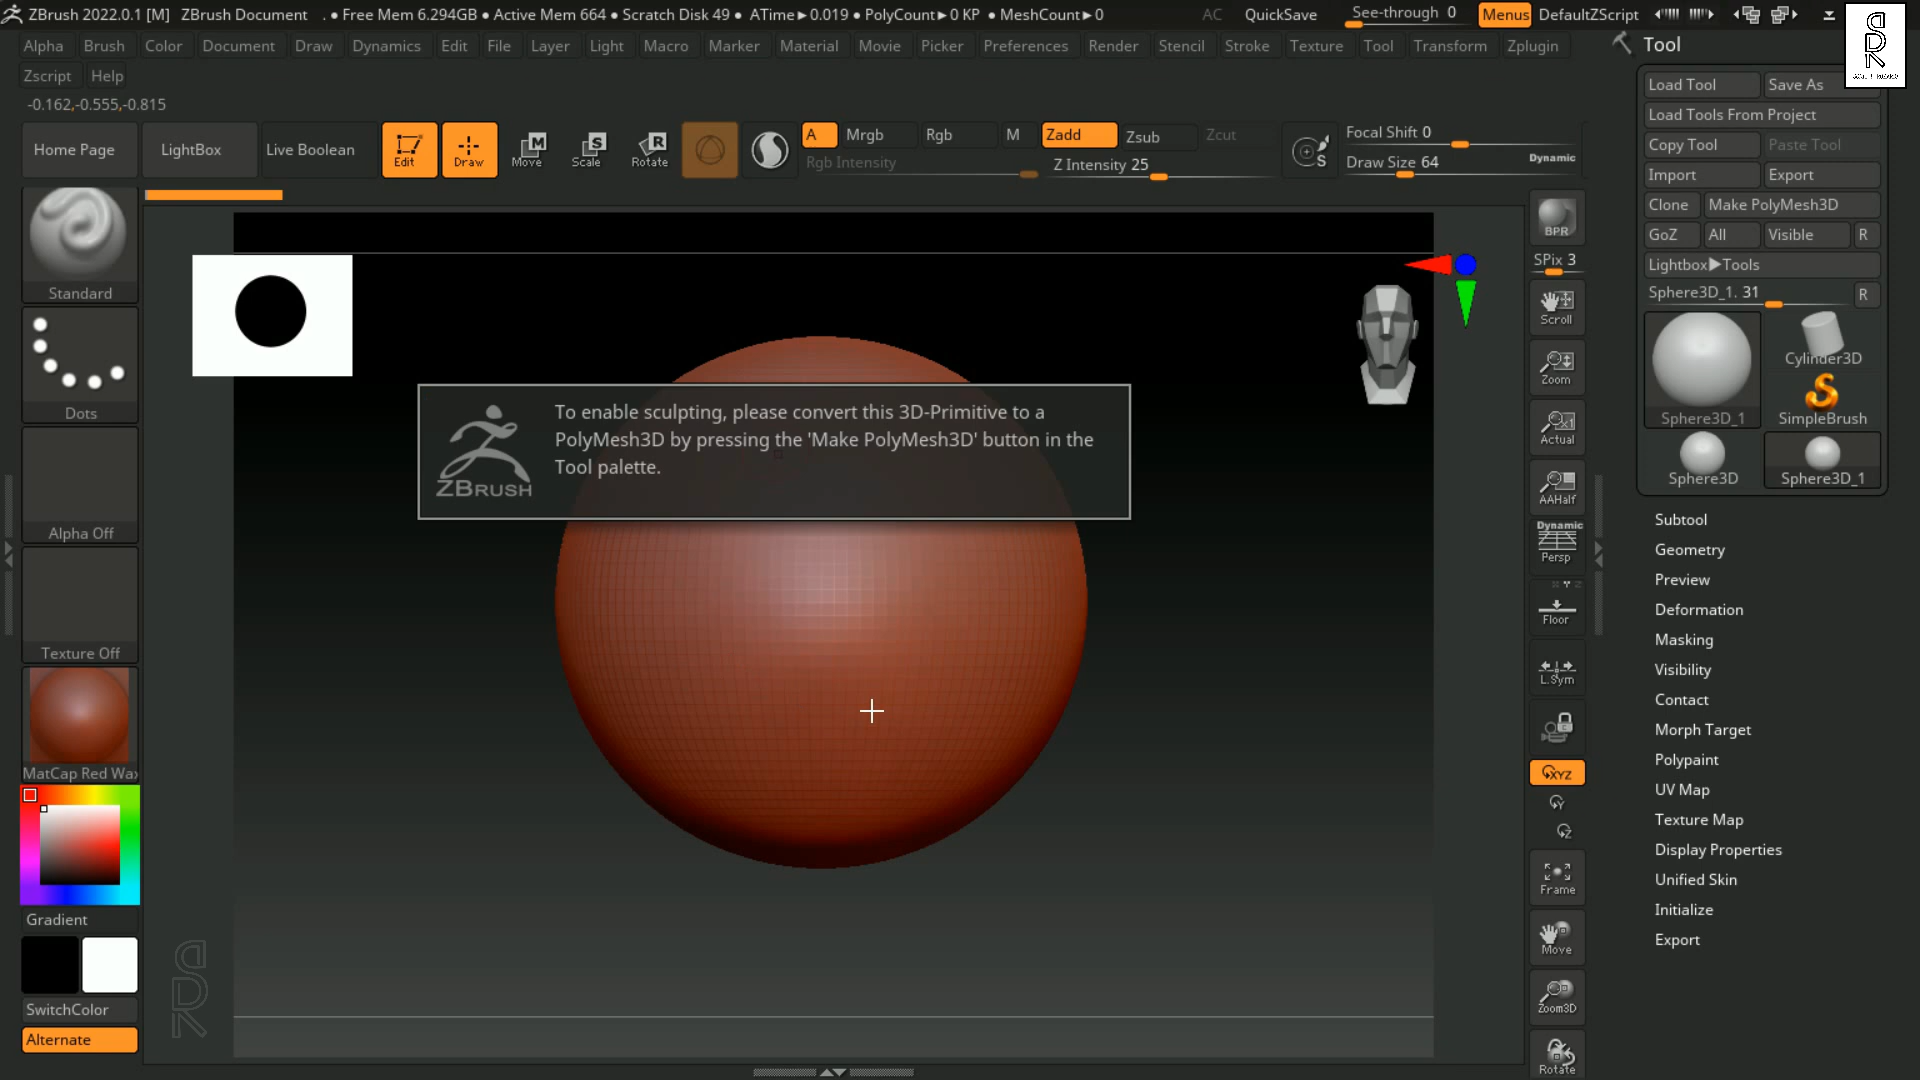 ZBrush 2022.0.1 [M] ZBrush Document . ● Free Mem 6.294GB ● Active Mem 664 ● Scratch Disk 49 ● ATime►0.019 ● PolyCount►0 KP ● MeshCount►0 AC QuickSave See-through 0 Menus DefaultZScript
Alpha Brush Color Document Draw Dynamics Edit File Layer Light Macro Marker Material Movie Picker Preferences Render Stencil Stroke Texture Tool Transform Zplugin
Zscript Help
-0.162,-0.555,-0.815
Home Page LightBox Live Boolean Edit Draw Move Scale Rotate
A Mrgb Rgb M Zadd Zsub Zcut
Rgb Intensity Z Intensity 25
Focal Shift 0
Draw Size 64 Dynamic
Standard
Dots
Alpha Off
Texture Off
MatCap Red Wax
Gradient
SwitchColor
Alternate
To enable sculpting, please convert this 3D-Primitive to a
PolyMesh3D by pressing the 'Make PolyMesh3D' button in the
Tool palette.
ZBRUSH
BPR
SPix 3
Scroll
Zoom
Actual
AAHalf
Dynamic
Persp
Floor
L.Sym
XYZ
Y
Z
Frame
Move
Zoom3D
Rotate
Tool
Load Tool Save As
Load Tools From Project
Copy Tool Paste Tool
Import Export
Clone Make PolyMesh3D
GoZ All Visible R
Lightbox►Tools
Sphere3D_1. 31 R
Sphere3D_1 Cylinder3D
SimpleBrush
Sphere3D Sphere3D_1
Subtool
Geometry
Preview
Deformation
Masking
Visibility
Contact
Morph Target
Polypaint
UV Map
Texture Map
Display Properties
Unified Skin
Initialize
Export